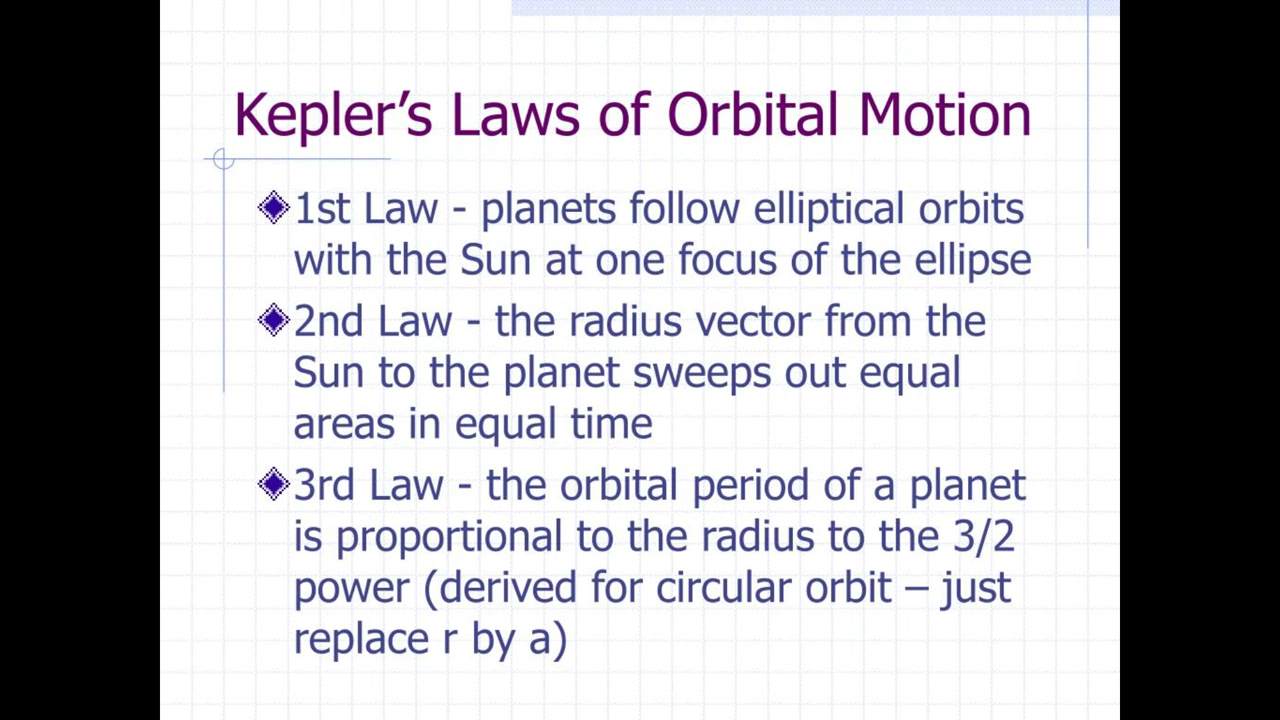 Kepler’s Laws of Orbital Motion
1st Law - planets follow elliptical orbits
with the Sun at one focus of the ellipse
2nd Law - the radius vector from the
Sun to the planet sweeps out equal
areas in equal time
3rd Law - the orbital period of a planet
is proportional to the radius to the 3/2
power (derived for circular orbit – just
replace r by a)